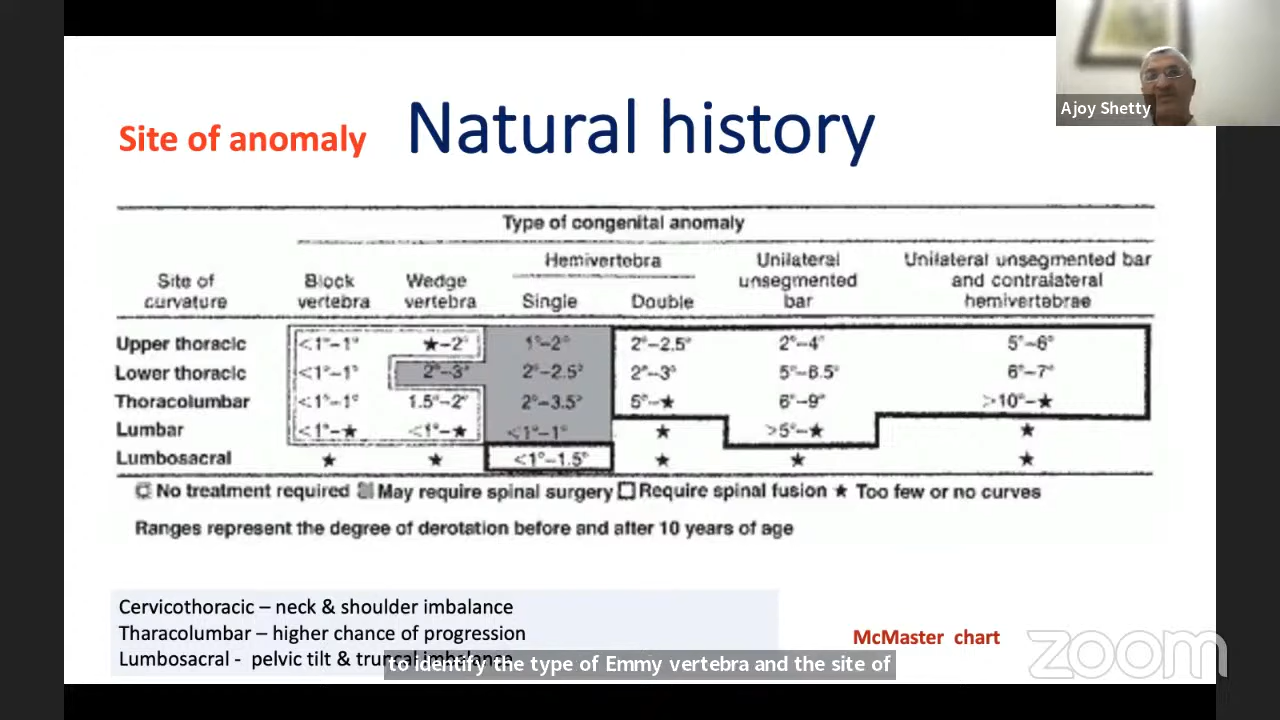 Ajoy Shetty
Site of anomaly Natural history
Type of congenital anomaly
Hemivertebra
Site of curvature
Block vertebra
Wedge vertebra
Single
Double
Unilateral unsegmented bar
Unilateral unsegmented bar and contralateral hemivertebrae
Upper thoracic <1°–1° ★–2° 1°–2° 2°–2.5° 2°–4° 5°–6°
Lower thoracic <1°–1° 2°–3° 2°–2.5° 2°–3° 5°–6.5° 6°–7°
Thoracolumbar <1°–1° 1.5°–2° 2°–3.5° 5°–★ 6°–9° >10°–★
Lumbar <1°–★ <1°–★ <1°–1° ★ >5°–★ ★
Lumbosacral ★ ★ <1°–1.5° ★ ★ ★
No treatment required May require spinal surgery Require spinal fusion ★ Too few or no curves
Ranges represent the degree of derotation before and after 10 years of age
Cervicothoracic – neck & shoulder imbalance
Tharacolumbar – higher chance of progression
Lumbosacral - pelvic tilt & truncal imbalance
McMaster chart
to identify the type of Emmy vertebra and the site of
zoom